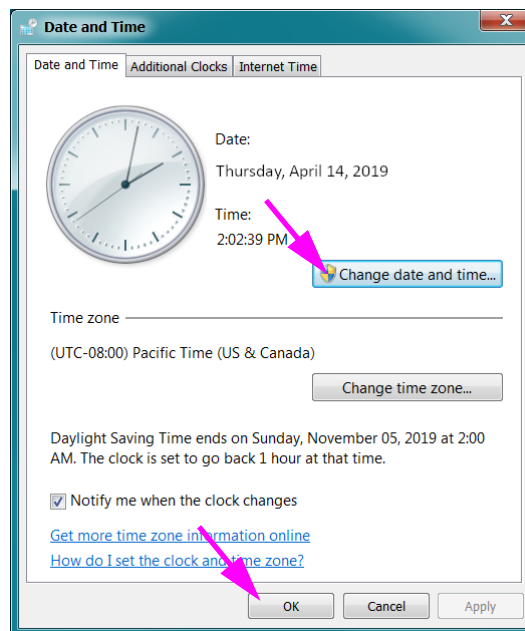 Date and Time
Date and Time
Additional Clocks
Internet Time
Date:
Thursday, April 14, 2019
Time:
2:02:39 PM
Change date and time...
Time zone
(UTC-08:00) Pacific Time (US & Canada)
Change time zone...
Daylight Saving Time ends on Sunday, November 05, 2019 at 2:00
AM. The clock is set to go back 1 hour at that time.
Notify me when the clock changes
Get more time zone information online
How do I set the clock and time zone?
OK
Cancel
Apply